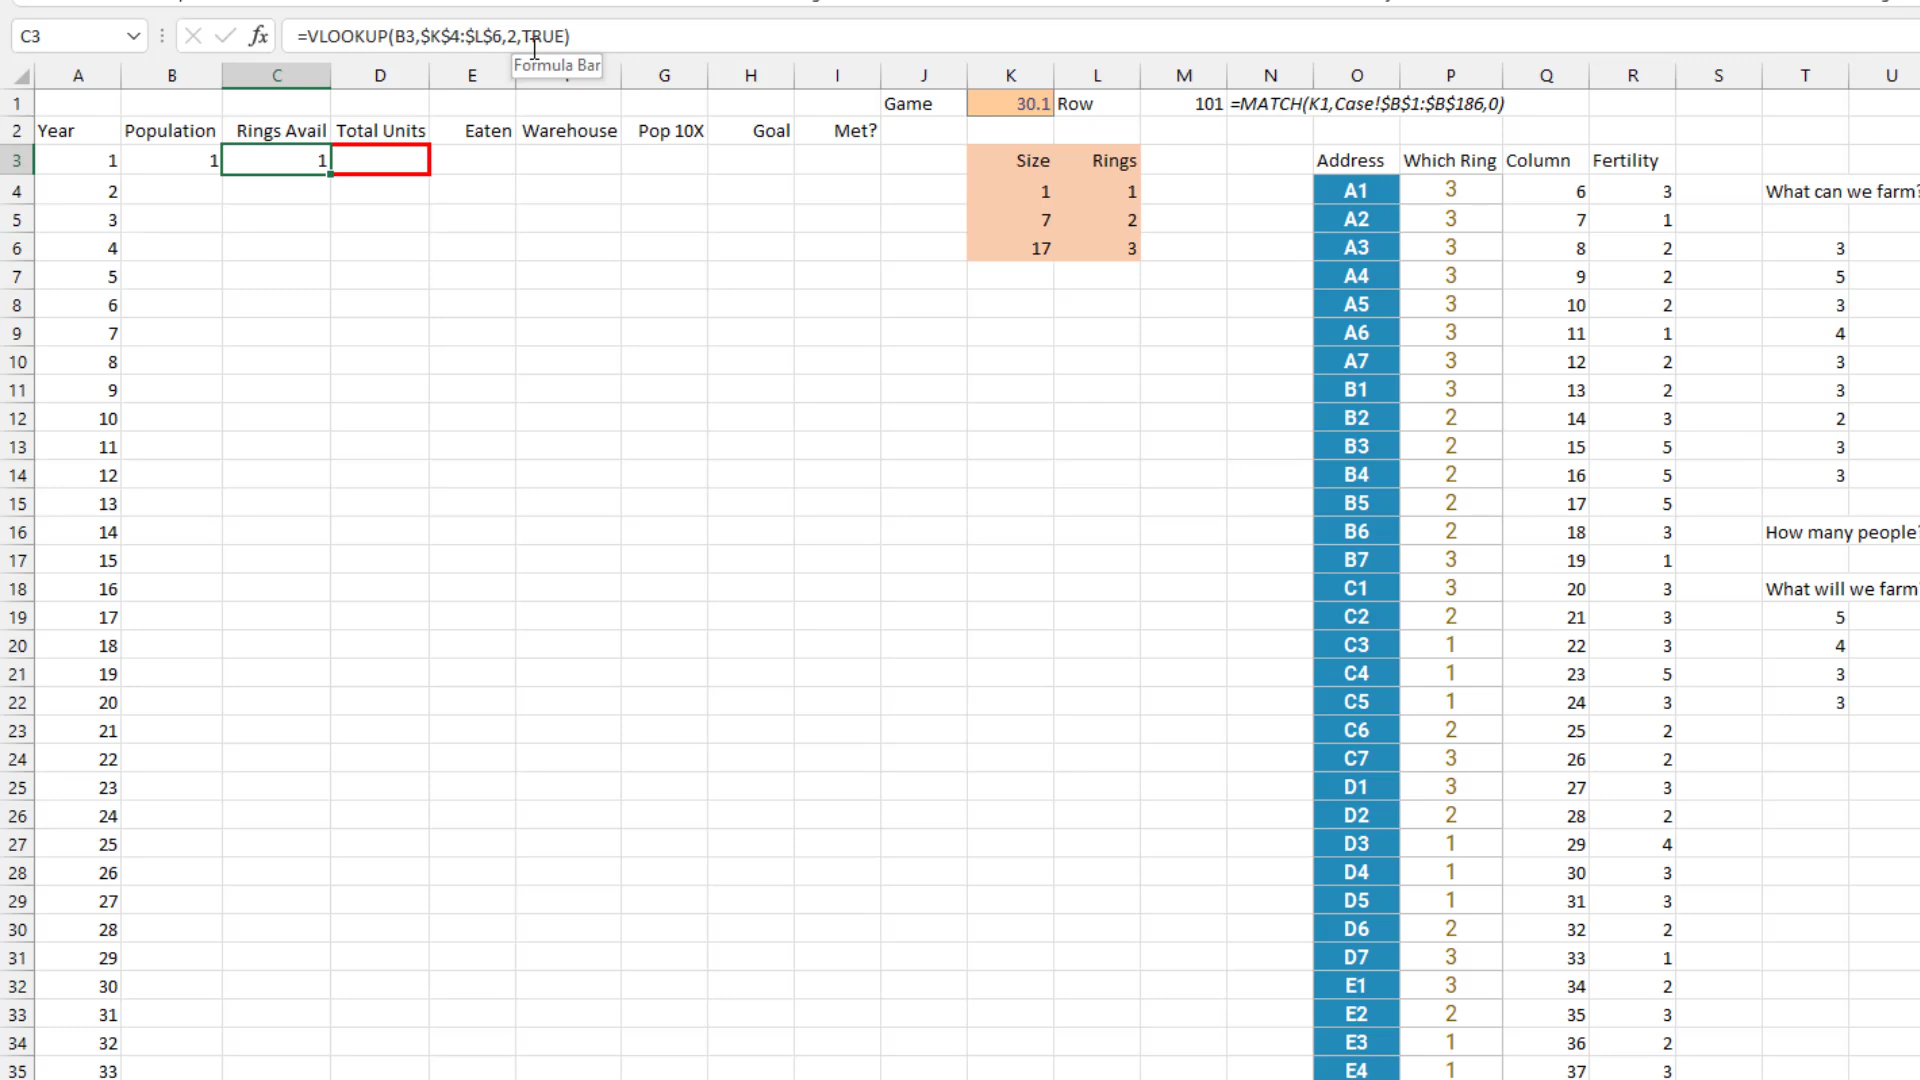 C3 fx =VLOOKUP(B3,$K$4:$L$6,2,TRUE)
Formula Bar
A B C D E G H I J K L M N O P Q R S T U
1 Game 30.1 Row 101 =MATCH(K1,Case!$B$1:$B$186,0)
2 Year Population Rings Avail Total Units Eaten Warehouse Pop 10X Goal Met?
3 1 1 1 Size Rings Address Which Ring Column Fertility
4 2 1 1 A1 3 6 3 What can we farm?
5 3 7 2 A2 3 7 1
6 4 17 3 A3 3 8 2 3
7 5 A4 3 9 2 5
8 6 A5 3 10 2 3
9 7 A6 3 11 1 4
10 8 A7 3 12 2 3
11 9 B1 3 13 2 3
12 10 B2 2 14 3 2
13 11 B3 2 15 5 3
14 12 B4 2 16 5 3
15 13 B5 2 17 5
16 14 B6 2 18 3 How many people?
17 15 B7 3 19 1
18 16 C1 3 20 3 What will we farm?
19 17 C2 2 21 3 5
20 18 C3 1 22 3 4
21 19 C4 1 23 5 3
22 20 C5 1 24 3 3
23 21 C6 2 25 2
24 22 C7 3 26 2
25 23 D1 3 27 3
26 24 D2 2 28 2
27 25 D3 1 29 4
28 26 D4 1 30 3
29 27 D5 1 31 3
30 28 D6 2 32 2
31 29 D7 3 33 1
32 30 E1 3 34 2
33 31 E2 2 35 3
34 32 E3 1 36 2
35 33 E4 1 37 3